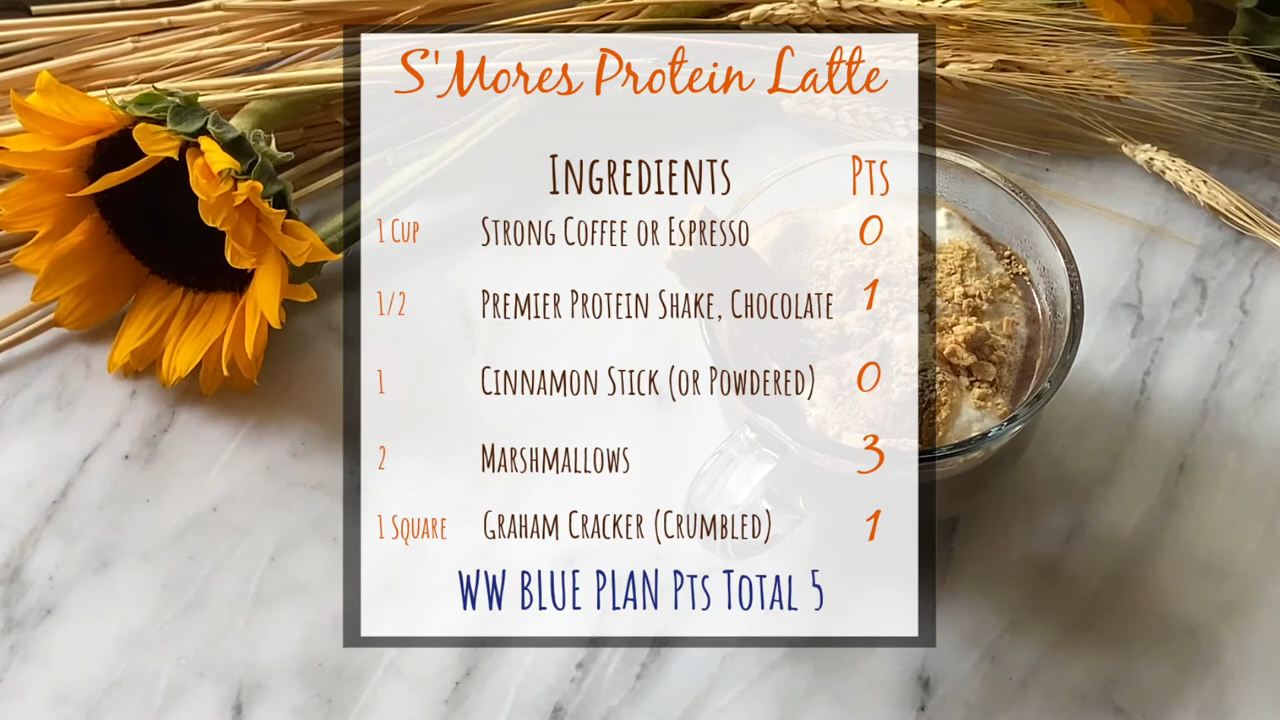 S'Mores Protein Latte
Ingredients Pts
1 Cup Strong Coffee or Espresso 0
1/2 Premier Protein Shake, Chocolate 1
1 Cinnamon Stick (or Powdered) 0
2 Marshmallows 3
1 Square Graham Cracker (Crumbled) 1
WW BLUE PLAN Pts Total 5